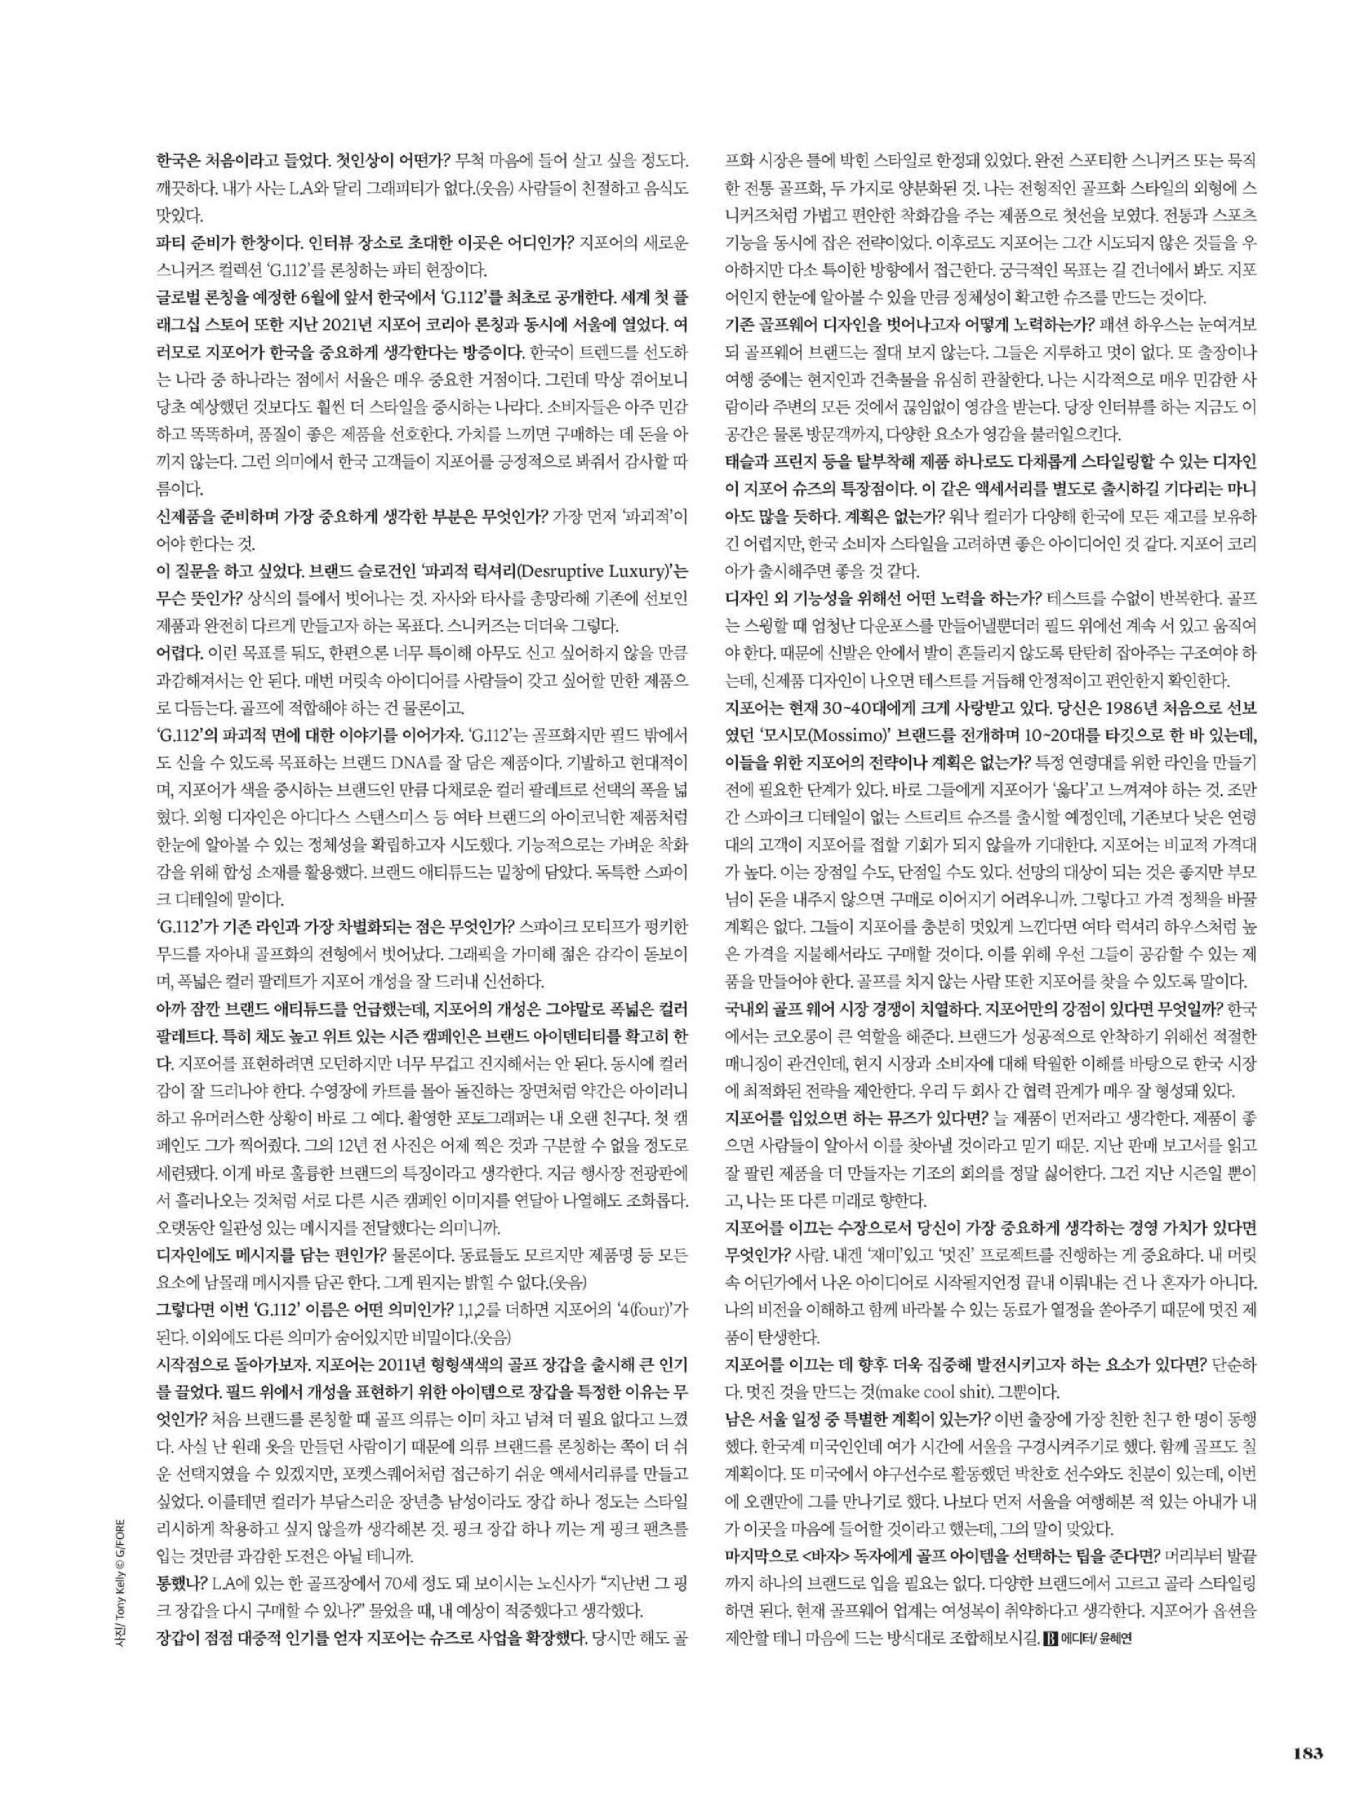 한국은 처음이라고 들었다. 첫인상이 어떤가? 무척 마음에 들어 살고 싶을 정도다.
깨끗하다. 내가 사는 L.A와 달리 그래피티가 없다.(웃음) 사람들이 친절하고 음식도
맛있다.
파티 준비가 한창이다. 인터뷰 장소로 초대한 이곳은 어디인가? 지포어의 새로운
스니커즈 컬렉션 ‘G.112’를 론칭하는 파티 현장이다.
글로벌 론칭을 예정한 6월에 앞서 한국에서 ‘G.112’를 최초로 공개한다. 세계 첫 플
래그십 스토어 또한 지난 2021년 지포어 코리아 론칭과 동시에 서울에 열었다. 여
러모로 지포어가 한국을 중요하게 생각한다는 방증이다. 한국이 트렌드를 선도하
는 나라 중 하나라는 점에서 서울은 매우 중요한 거점이다. 그런데 막상 겪어보니
당초 예상했던 것보다도 훨씬 더 스타일을 중시하는 나라다. 소비자들은 아주 민감
하고 똑똑하며, 품질이 좋은 제품을 선호한다. 가치를 느끼면 구매하는 데 돈을 아
끼지 않는다. 그런 의미에서 한국 고객들이 지포어를 긍정적으로 봐줘서 감사할 따
름이다.
신제품을 준비하며 가장 중요하게 생각한 부분은 무엇인가? 가장 먼저 ‘파괴적’이
어야 한다는 것.
이 질문을 하고 싶었다. 브랜드 슬로건인 ‘파괴적 럭셔리(Desruptive Luxury)’는
무슨 뜻인가? 상식의 틀에서 벗어나는 것. 자사와 타사를 총망라해 기존에 선보인
제품과 완전히 다르게 만들고자 하는 목표다. 스니커즈는 더더욱 그렇다.
어렵다. 이런 목표를 둬도, 한편으론 너무 특이해 아무도 신고 싶어하지 않을 만큼
과감해져서는 안 된다. 매번 머릿속 아이디어를 사람들이 갖고 싶어할 만한 제품으
로 다듬는다. 골프에 적합해야 하는 건 물론이고.
‘G.112’의 파괴적 면에 대한 이야기를 이어가자. ‘G.112’는 골프화지만 필드 밖에서
도 신을 수 있도록 목표하는 브랜드 DNA를 잘 담은 제품이다. 기발하고 현대적이
며, 지포어가 색을 중시하는 브랜드인 만큼 다채로운 컬러 팔레트로 선택의 폭을 넓
혔다. 외형 디자인은 아디다스 스탠스미스 등 여타 브랜드의 아이코닉한 제품처럼
한눈에 알아볼 수 있는 정체성을 확립하고자 시도했다. 기능적으로는 가벼운 착화
감을 위해 합성 소재를 활용했다. 브랜드 애티튜드는 밑창에 담았다. 독특한 스파이
크 디테일에 말이다.
‘G.112’가 기존 라인과 가장 차별화되는 점은 무엇인가? 스파이크 모티프가 펑키한
무드를 자아내 골프화의 전형에서 벗어났다. 그래픽을 가미해 젊은 감각이 돋보이
며, 폭넓은 컬러 팔레트가 지포어 개성을 잘 드러내 신선하다.
아까 잠깐 브랜드 애티튜드를 언급했는데, 지포어의 개성은 그야말로 폭넓은 컬러
팔레트다. 특히 채도 높고 위트 있는 시즌 캠페인은 브랜드 아이덴티티를 확고히 한
다. 지포어를 표현하려면 모던하지만 너무 무겁고 진지해서는 안 된다. 동시에 컬러
감이 잘 드러나야 한다. 수영장에 카트를 몰아 돌진하는 장면처럼 약간은 아이러니
하고 유머러스한 상황이 바로 그 예다. 촬영한 포토그래퍼는 내 오랜 친구다. 첫 캠
페인도 그가 찍어줬다. 그의 12년 전 사진은 어제 찍은 것과 구분할 수 없을 정도로
세련됐다. 이게 바로 훌륭한 브랜드의 특징이라고 생각한다. 지금 행사장 전광판에
서 흘러나오는 것처럼 서로 다른 시즌 캠페인 이미지를 연달아 나열해도 조화롭다.
오랫동안 일관성 있는 메시지를 전달했다는 의미니까.
디자인에도 메시지를 담는 편인가? 물론이다. 동료들도 모르지만 제품명 등 모든
요소에 남몰래 메시지를 담곤 한다. 그게 뭔지는 밝힐 수 없다.(웃음)
그렇다면 이번 ‘G.112’ 이름은 어떤 의미인가? 1,1,2를 더하면 지포어의 ‘4(four)’가
된다. 이외에도 다른 의미가 숨어있지만 비밀이다.(웃음)
시작점으로 돌아가보자. 지포어는 2011년 형형색색의 골프 장갑을 출시해 큰 인기
를 끌었다. 필드 위에서 개성을 표현하기 위한 아이템으로 장갑을 특정한 이유는 무
엇인가? 처음 브랜드를 론칭할 때 골프 의류는 이미 차고 넘쳐 더 필요 없다고 느꼈
다. 사실 난 원래 옷을 만들던 사람이기 때문에 의류 브랜드를 론칭하는 쪽이 더 쉬
운 선택지였을 수 있겠지만, 포켓스퀘어처럼 접근하기 쉬운 액세서리류를 만들고
싶었다. 이를테면 컬러가 부담스러운 장년층 남성이라도 장갑 하나 정도는 스타일
리시하게 착용하고 싶지 않을까 생각해본 것. 핑크 장갑 하나 끼는 게 핑크 팬츠를
입는 것만큼 과감한 도전은 아닐 테니까.
통했나? L.A에 있는 한 골프장에서 70세 정도 돼 보이시는 노신사가 “지난번 그 핑
크 장갑을 다시 구매할 수 있나?” 물었을 때, 내 예상이 적중했다고 생각했다.
장갑이 점점 대중적 인기를 얻자 지포어는 슈즈로 사업을 확장했다. 당시만 해도 골
프화 시장은 틀에 박힌 스타일로 한정돼 있었다. 완전 스포티한 스니커즈 또는 묵직
한 전통 골프화, 두 가지로 양분화된 것. 나는 전형적인 골프화 스타일의 외형에 스
니커즈처럼 가볍고 편안한 착화감을 주는 제품으로 첫선을 보였다. 전통과 스포츠
기능을 동시에 잡은 전략이었다. 이후로도 지포어는 그간 시도되지 않은 것들을 우
아하지만 다소 특이한 방향에서 접근한다. 궁극적인 목표는 길 건너에서 봐도 지포
어인지 한눈에 알아볼 수 있을 만큼 정체성이 확고한 슈즈를 만드는 것이다.
기존 골프웨어 디자인을 벗어나고자 어떻게 노력하는가? 패션 하우스는 눈여겨보
되 골프웨어 브랜드는 절대 보지 않는다. 그들은 지루하고 멋이 없다. 또 출장이나
여행 중에는 현지인과 건축물을 유심히 관찰한다. 나는 시각적으로 매우 민감한 사
람이라 주변의 모든 것에서 끊임없이 영감을 받는다. 당장 인터뷰를 하는 지금도 이
공간은 물론 방문객까지, 다양한 요소가 영감을 불러일으킨다.
태슬과 프린지 등을 탈부착해 제품 하나로도 다채롭게 스타일링할 수 있는 디자인
이 지포어 슈즈의 특장점이다. 이 같은 액세서리를 별도로 출시하길 기다리는 마니
아도 많을 듯하다. 계획은 없는가? 워낙 컬러가 다양해 한국에 모든 재고를 보유하
긴 어렵지만, 한국 소비자 스타일을 고려하면 좋은 아이디어인 것 같다. 지포어 코리
아가 출시해주면 좋을 것 같다.
디자인 외 기능성을 위해선 어떤 노력을 하는가? 테스트를 수없이 반복한다. 골프
는 스윙할 때 엄청난 다운포스를 만들어낼뿐더러 필드 위에선 계속 서 있고 움직여
야 한다. 때문에 신발은 안에서 발이 흔들리지 않도록 탄탄히 잡아주는 구조여야 하
는데, 신제품 디자인이 나오면 테스트를 거듭해 안정적이고 편안한지 확인한다.
지포어는 현재 30~40대에게 크게 사랑받고 있다. 당신은 1986년 처음으로 선보
였던 ‘모시모(Mossimo)’ 브랜드를 전개하며 10~20대를 타깃으로 한 바 있는데,
이들을 위한 지포어의 전략이나 계획은 없는가? 특정 연령대를 위한 라인을 만들기
전에 필요한 단계가 있다. 바로 그들에게 지포어가 ‘옳다’고 느껴져야 하는 것. 조만
간 스파이크 디테일이 없는 스트리트 슈즈를 출시할 예정인데, 기존보다 낮은 연령
대의 고객이 지포어를 접할 기회가 되지 않을까 기대한다. 지포어는 비교적 가격대
가 높다. 이는 장점일 수도, 단점일 수도 있다. 선망의 대상이 되는 것은 좋지만 부모
님이 돈을 내주지 않으면 구매로 이어지기 어려우니까. 그렇다고 가격 정책을 바꿀
계획은 없다. 그들이 지포어를 충분히 멋있게 느낀다면 여타 럭셔리 하우스처럼 높
은 가격을 지불해서라도 구매할 것이다. 이를 위해 우선 그들이 공감할 수 있는 제
품을 만들어야 한다. 골프를 치지 않는 사람 또한 지포어를 찾을 수 있도록 말이다.
국내외 골프 웨어 시장 경쟁이 치열하다. 지포어만의 강점이 있다면 무엇일까? 한국
에서는 코오롱이 큰 역할을 해준다. 브랜드가 성공적으로 안착하기 위해선 적절한
매니징이 관건인데, 현지 시장과 소비자에 대해 탁월한 이해를 바탕으로 한국 시장
에 최적화된 전략을 제안한다. 우리 두 회사 간 협력 관계가 매우 잘 형성돼 있다.
지포어를 입었으면 하는 뮤즈가 있다면? 늘 제품이 먼저라고 생각한다. 제품이 좋
으면 사람들이 알아서 이를 찾아낼 것이라고 믿기 때문. 지난 판매 보고서를 읽고
잘 팔린 제품을 더 만들자는 기조의 회의를 정말 싫어한다. 그건 지난 시즌일 뿐이
고, 나는 또 다른 미래로 향한다.
지포어를 이끄는 수장으로서 당신이 가장 중요하게 생각하는 경영 가치가 있다면
무엇인가? 사람. 내겐 ‘재미’있고 ‘멋진’ 프로젝트를 진행하는 게 중요하다. 내 머릿
속 어딘가에서 나온 아이디어로 시작될지언정 끝내 이뤄내는 건 나 혼자가 아니다.
나의 비전을 이해하고 함께 바라볼 수 있는 동료가 열정을 쏟아주기 때문에 멋진 제
품이 탄생한다.
지포어를 이끄는 데 향후 더욱 집중해 발전시키고자 하는 요소가 있다면? 단순하
다. 멋진 것을 만드는 것(make cool shit). 그뿐이다.
남은 서울 일정 중 특별한 계획이 있는가? 이번 출장에 가장 친한 친구 한 명이 동행
했다. 한국계 미국인인데 여가 시간에 서울을 구경시켜주기로 했다. 함께 골프도 칠
계획이다. 또 미국에서 야구선수로 활동했던 박찬호 선수와도 친분이 있는데, 이번
에 오랜만에 그를 만나기로 했다. 나보다 먼저 서울을 여행해본 적 있는 아내가 내
가 이곳을 마음에 들어할 것이라고 했는데, 그의 말이 맞았다.
마지막으로 <바자> 독자에게 골프 아이템을 선택하는 팁을 준다면? 머리부터 발끝
까지 하나의 브랜드로 입을 필요는 없다. 다양한 브랜드에서 고르고 골라 스타일링
하면 된다. 현재 골프웨어 업계는 여성복이 취약하다고 생각한다. 지포어가 옵션을
제안할 테니 마음에 드는 방식대로 조합해보시길. B 에디터/ 윤혜연
사진/ Tony Kelly © G/FORE
183